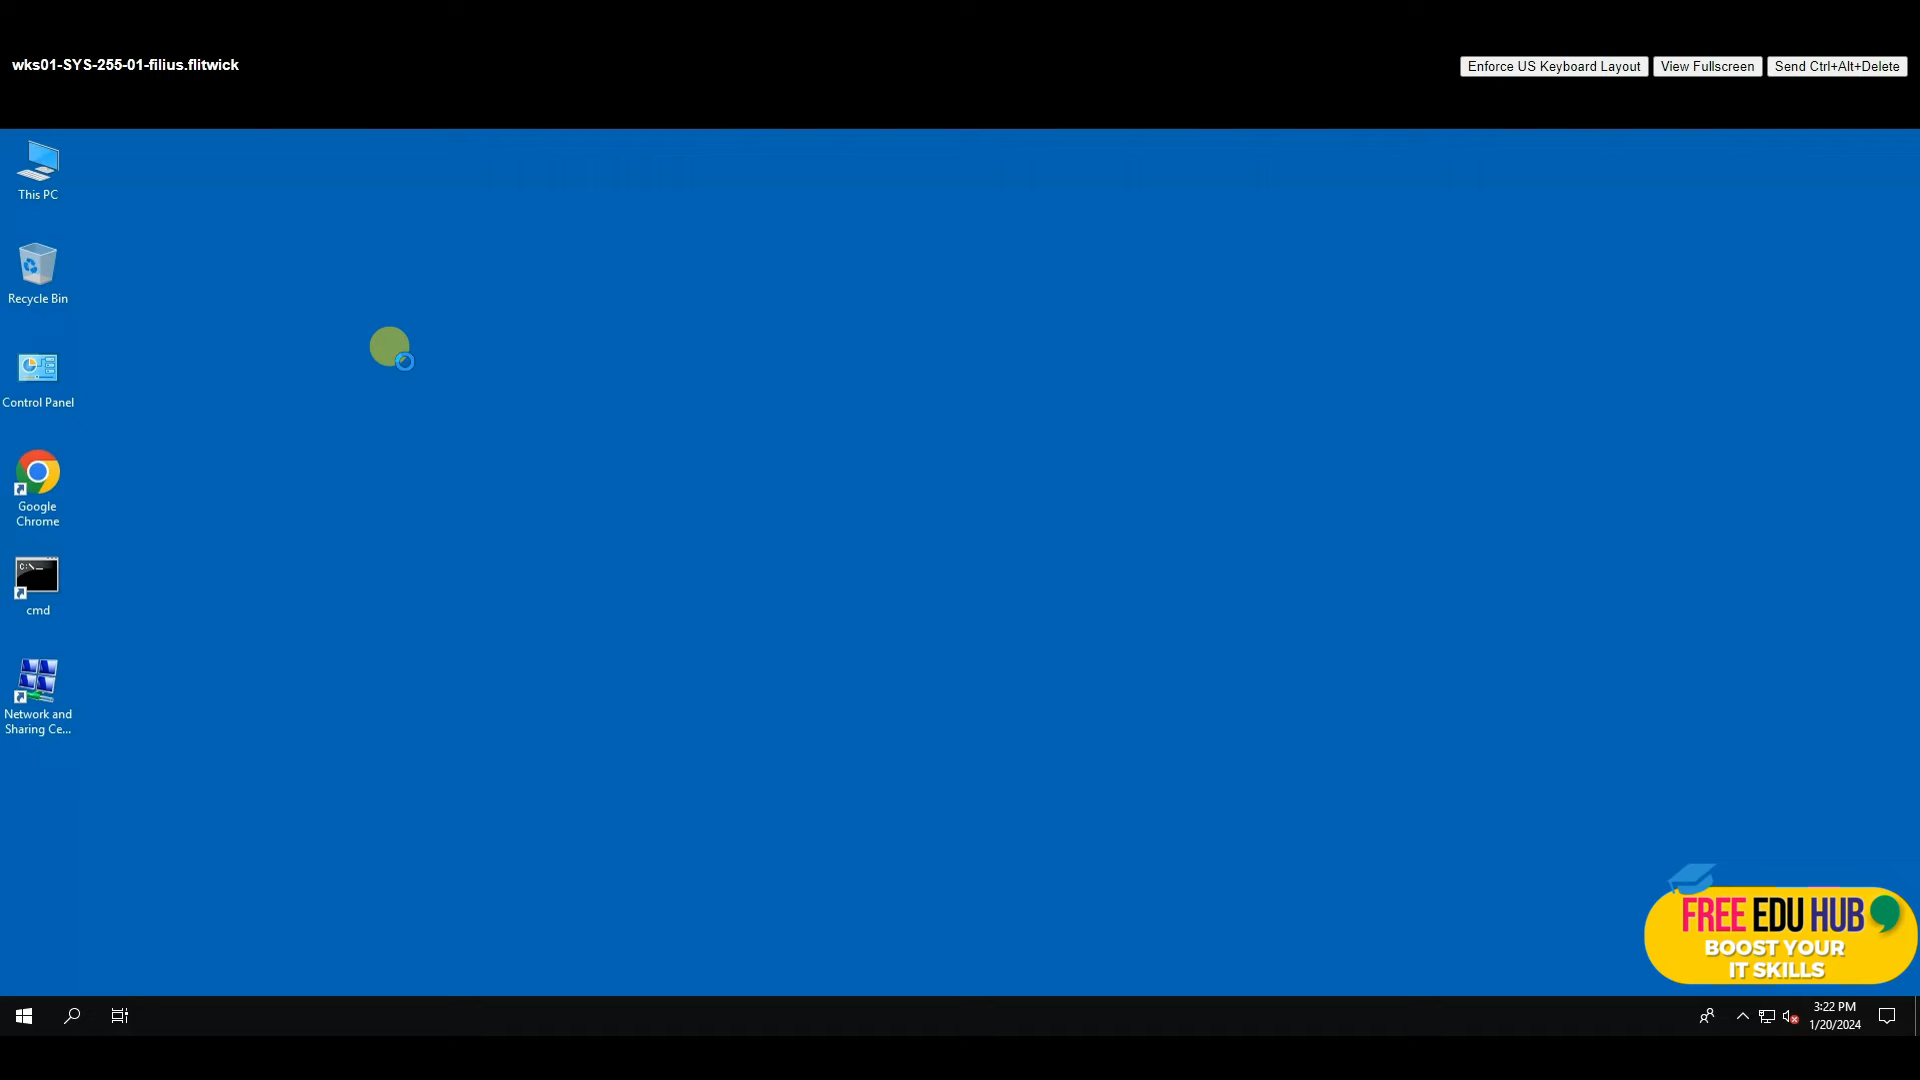 wks01-SYS-255-01-filius.flitwick
Enforce US Keyboard Layout
View Fullscreen
Send Ctrl+Alt+Delete
This PC
Recycle Bin
Control Panel
Google
Chrome
C:\._
cmd
Network and
Sharing Ce...
FREE EDU HUB
BOOST YOUR
IT SKILLS
3:22 PM
1/20/2024